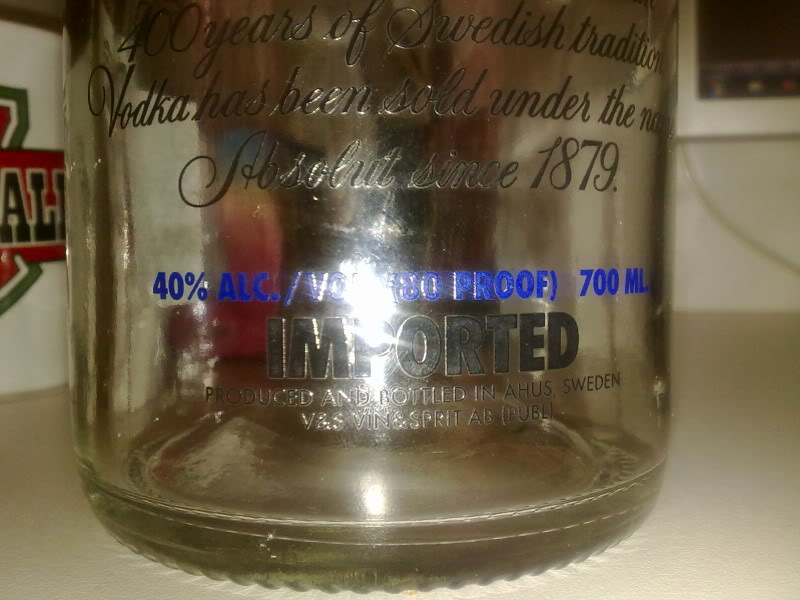 400 years of Swedish tradition
Vodka has been sold under the
Absolut since 1879.
40% ALC./VOL. (80 PROOF) 700 ML.
IMPORTED
PRODUCED AND BOTTLED IN AHUS, SWEDEN
V&S VIN&SPRIT AB (PUBL)
ALL